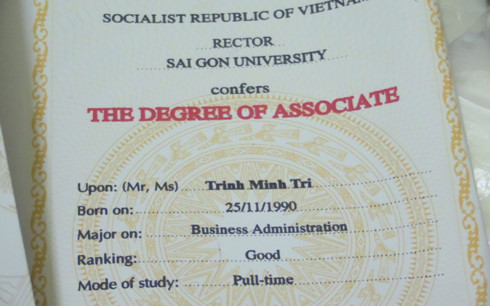 SOCIALIST REPUBLIC OF VIETNAM
RECTOR
SAI GON UNIVERSITY
confers
THE DEGREE OF ASSOCIATE
Upon: (Mr, Ms) Trinh Minh Tri
Born on: 25/11/1990
Major on: Business Administration
Ranking: Good
Mode of study: Pull-time